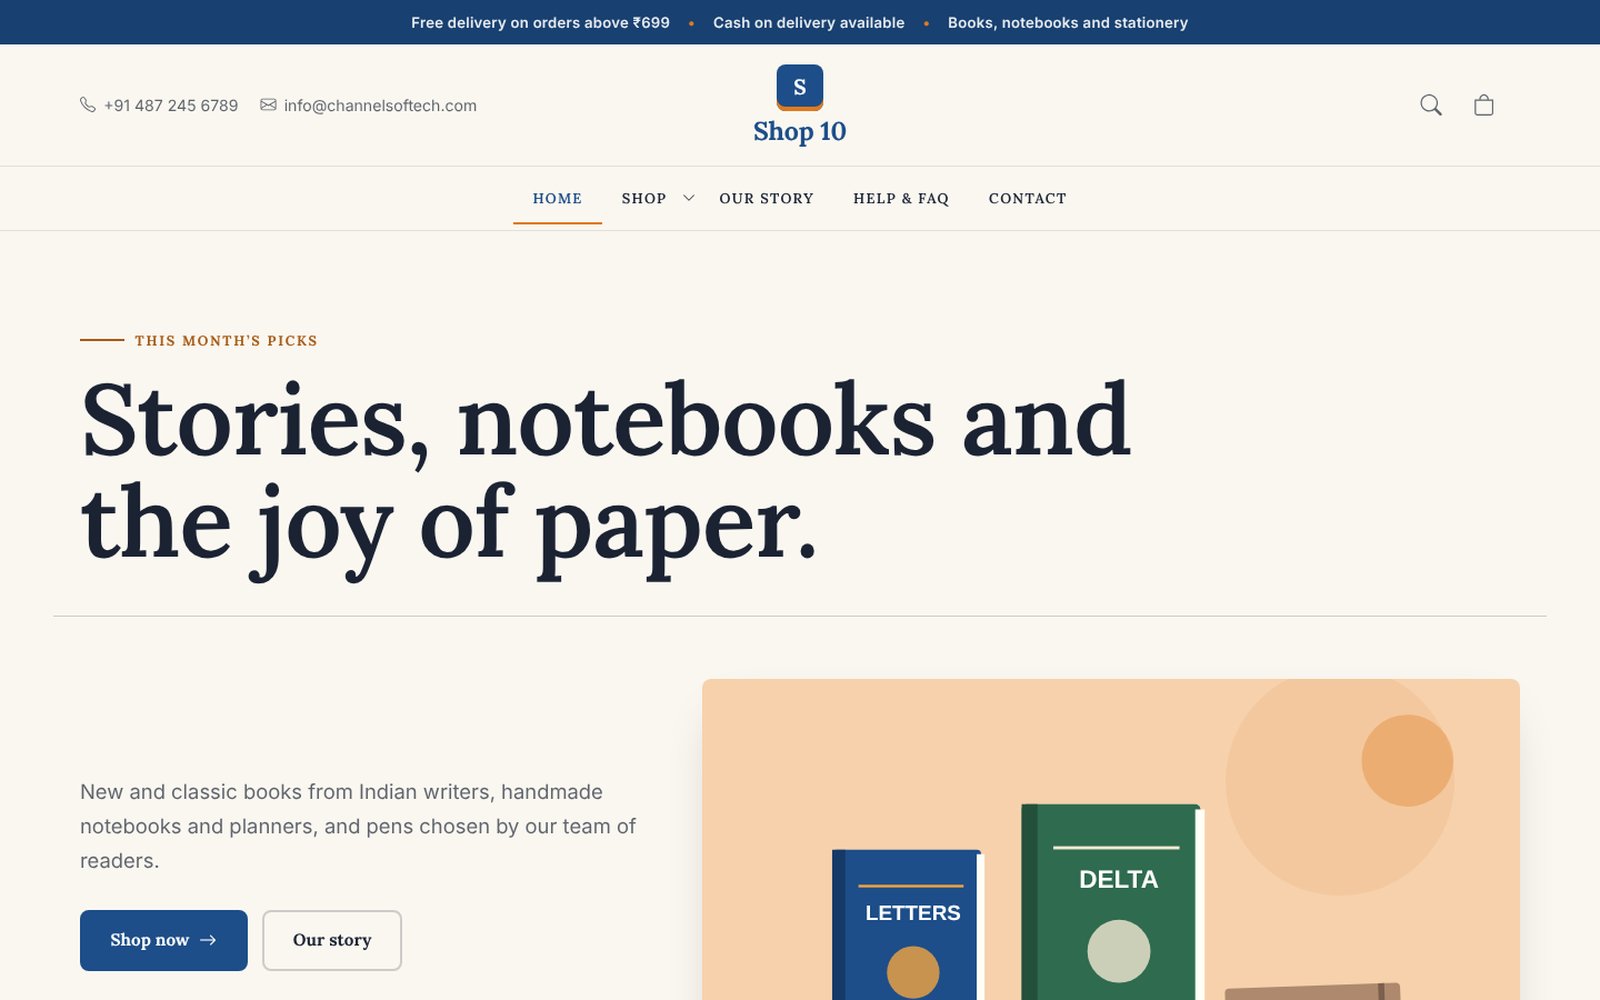 Free delivery on orders above ₹699 • Cash on delivery available • Books, notebooks and stationery
+91 487 245 6789 info@channelsoftech.com
S
Shop 10
HOME SHOP OUR STORY HELP & FAQ CONTACT
THIS MONTH'S PICKS
Stories, notebooks and
the joy of paper.
New and classic books from Indian writers, handmade
notebooks and planners, and pens chosen by our team of
readers.
Shop now → Our story
LETTERS
DELTA